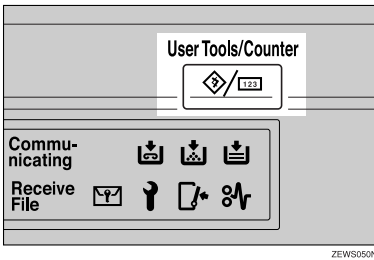 User Tools/Counter
123
Commu-
nicating
Receive
File
ZEWS050N